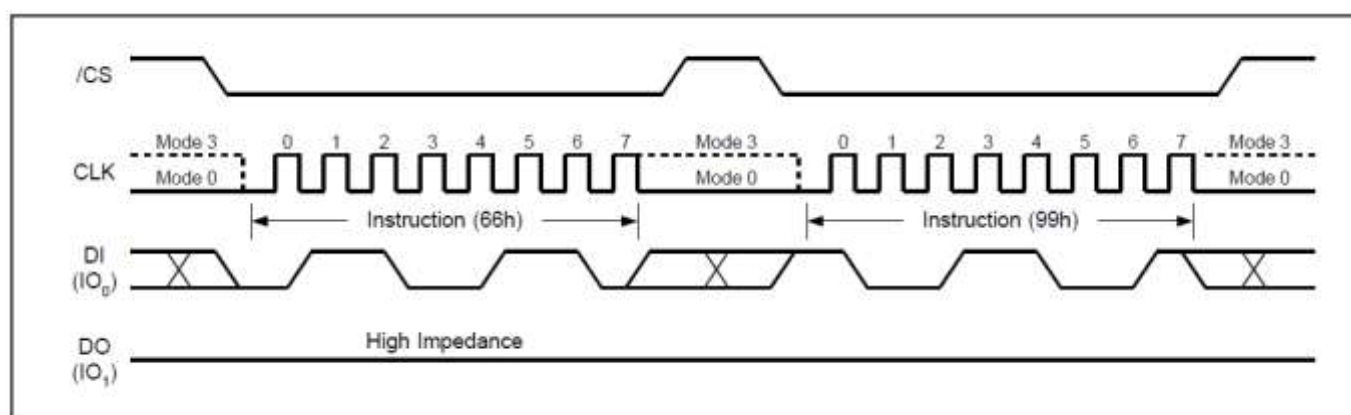 /CS
Mode 3 0 1 2 3 4 5 6 7 Mode 3 0 1 2 3 4 5 6 7 Mode 3
CLK
Mode 0 Mode 0 Mode 0
Instruction (66h) Instruction (99h)
DI
(IO₀)
High Impedance
DO
(IO₁)